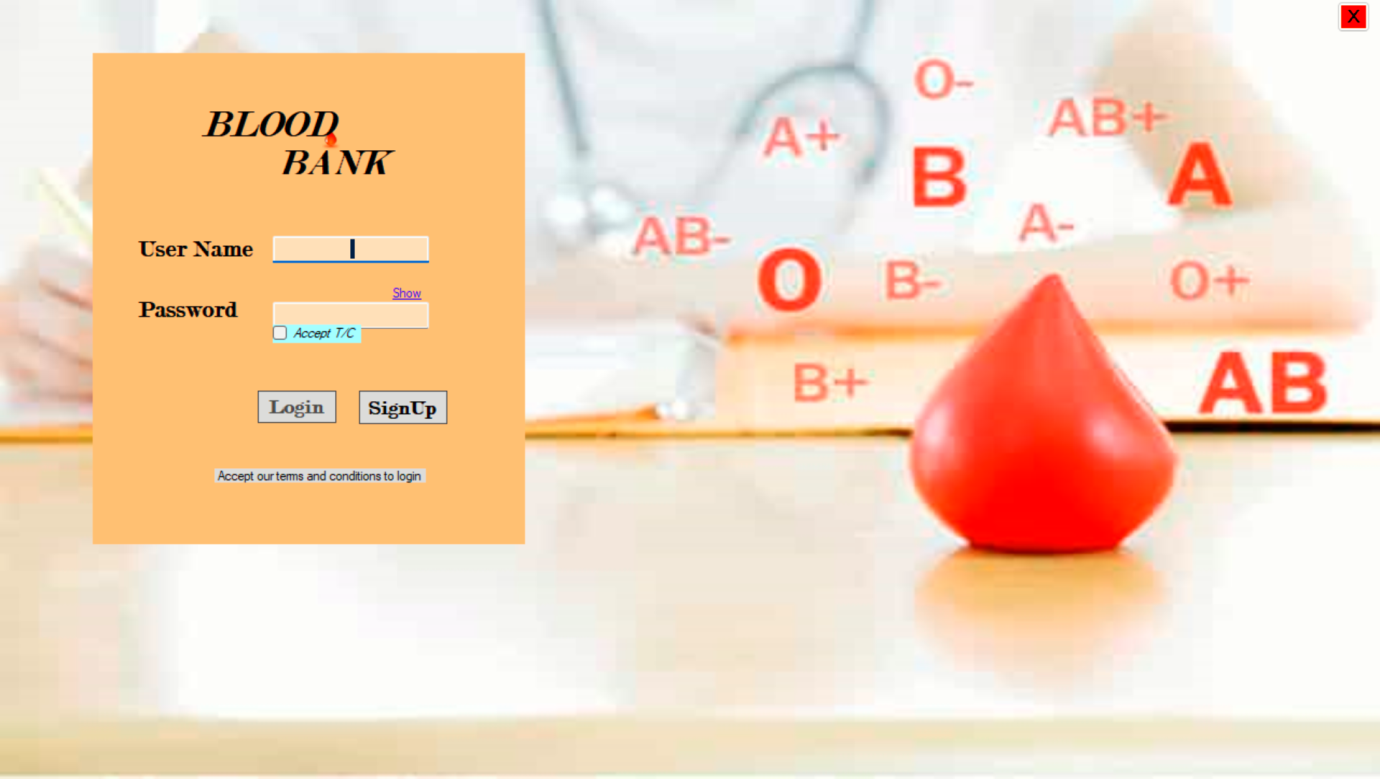 X
BLOOD
BANK
User Name
Show
Password
Accept T/C
Login SignUp
Accept our terms and conditions to login
O-
AB+
A+
B
A
A-
AB-
O
B-
O+
B+
AB